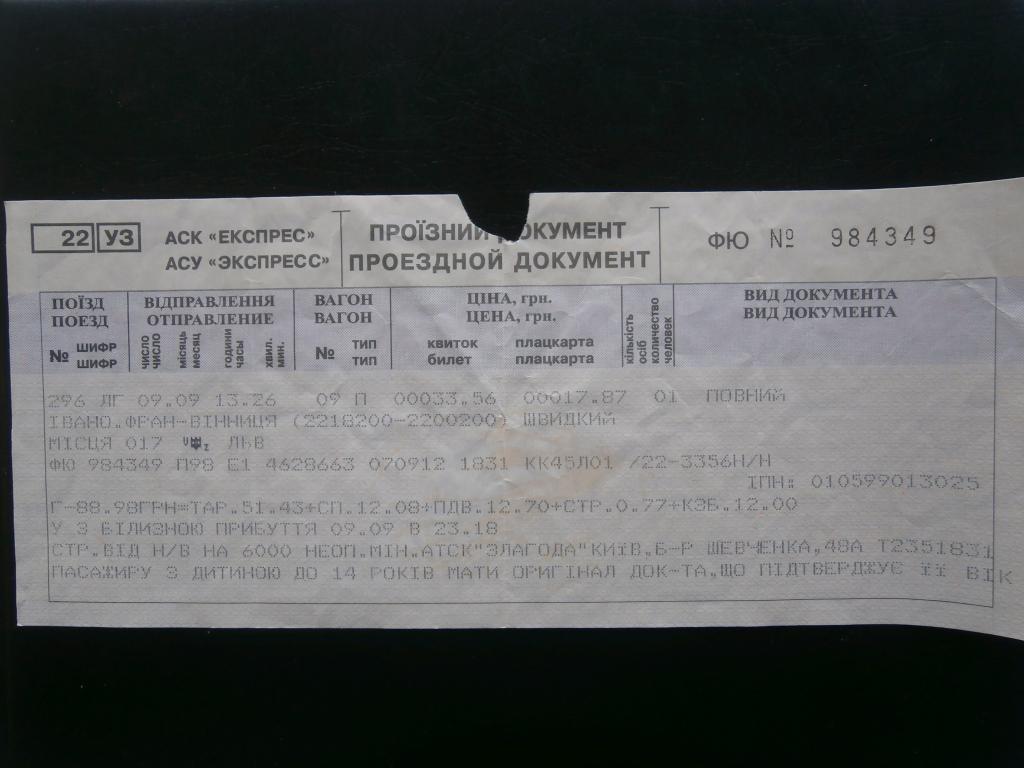 22 УЗ АСК «ЕКСПРЕС» ПРОЇЗНИЙ ДОКУМЕНТ ФЮ № 984349
АСУ «ЭКСПРЕСС» ПРОЕЗДНОЙ ДОКУМЕНТ
ПОЇЗД ВІДПРАВЛЕННЯ ВАГОН ЦІНА, грн. ВИД ДОКУМЕНТА
ПОЕЗД ОТПРАВЛЕНИЕ ВАГОН ЦЕНА, грн. ВИД ДОКУМЕНТА
№ ШИФР ШИФР число число місяць месяц години часы хвил. мин. № ТИП ТИП квиток билет плацкарта плацкарта кількість осіб количество человек
296 ЛГ 09.09 13.26 09 П 00033.56 00017.87 01 ПОВНИЙ
ІВАНО.ФРАН-ВІННИЦЯ (2218200-2200200) ШВИДКИЙ
МІСЦЯ 017 ЛЬВ
ФЮ 984349 П98 Е1 4628663 070912 1831 КК45Л01 /22-3356Н/Н
ІПН: 010599013025
Г-88.98ГРН=ТАР.51.43+СП.12.08+ПДВ.12.70+СТР.0.77+КЗБ.12.00
У З БІЛИЗНОЮ ПРИБУТТЯ 09.09 В 23.18
СТР.ВІД Н/В НА 6000 НЕОП.МІН.АТСК"ЗЛАГОДА"КИЇВ,Б-Р ШЕВЧЕНКА,48А Т2351831
ПАСАЖИРУ З ДИТИНОЮ ДО 14 РОКІВ МАТИ ОРИГІНАЛ ДОК-ТА,ЩО ПІДТВЕРДЖУЄ ЇЇ ВІК